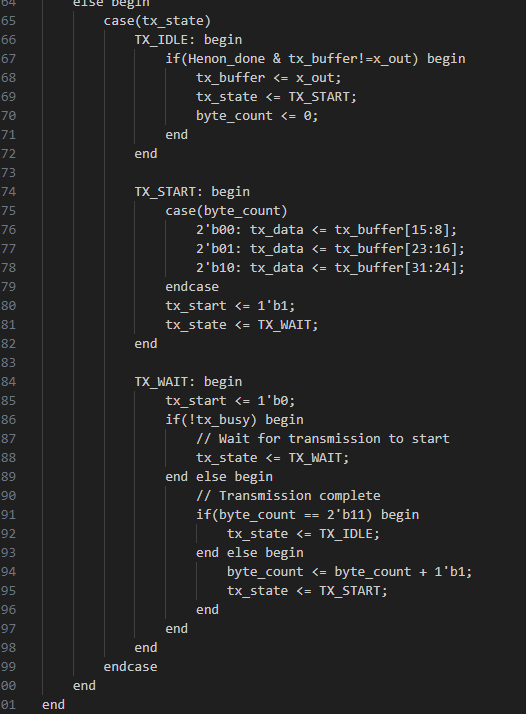 64 else begin
65 case(tx_state)
66 TX_IDLE: begin
67 if(Henon_done & tx_buffer!=x_out) begin
68 tx_buffer <= x_out;
69 tx_state <= TX_START;
70 byte_count <= 0;
71 end
72 end
73
74 TX_START: begin
75 case(byte_count)
76 2'b00: tx_data <= tx_buffer[15:8];
77 2'b01: tx_data <= tx_buffer[23:16];
78 2'b10: tx_data <= tx_buffer[31:24];
79 endcase
80 tx_start <= 1'b1;
81 tx_state <= TX_WAIT;
82 end
83
84 TX_WAIT: begin
85 tx_start <= 1'b0;
86 if(!tx_busy) begin
87 // Wait for transmission to start
88 tx_state <= TX_WAIT;
89 end else begin
90 // Transmission complete
91 if(byte_count == 2'b11) begin
92 tx_state <= TX_IDLE;
93 end else begin
94 byte_count <= byte_count + 1'b1;
95 tx_state <= TX_START;
96 end
97 end
98 end
99 endcase
00 end
01 end